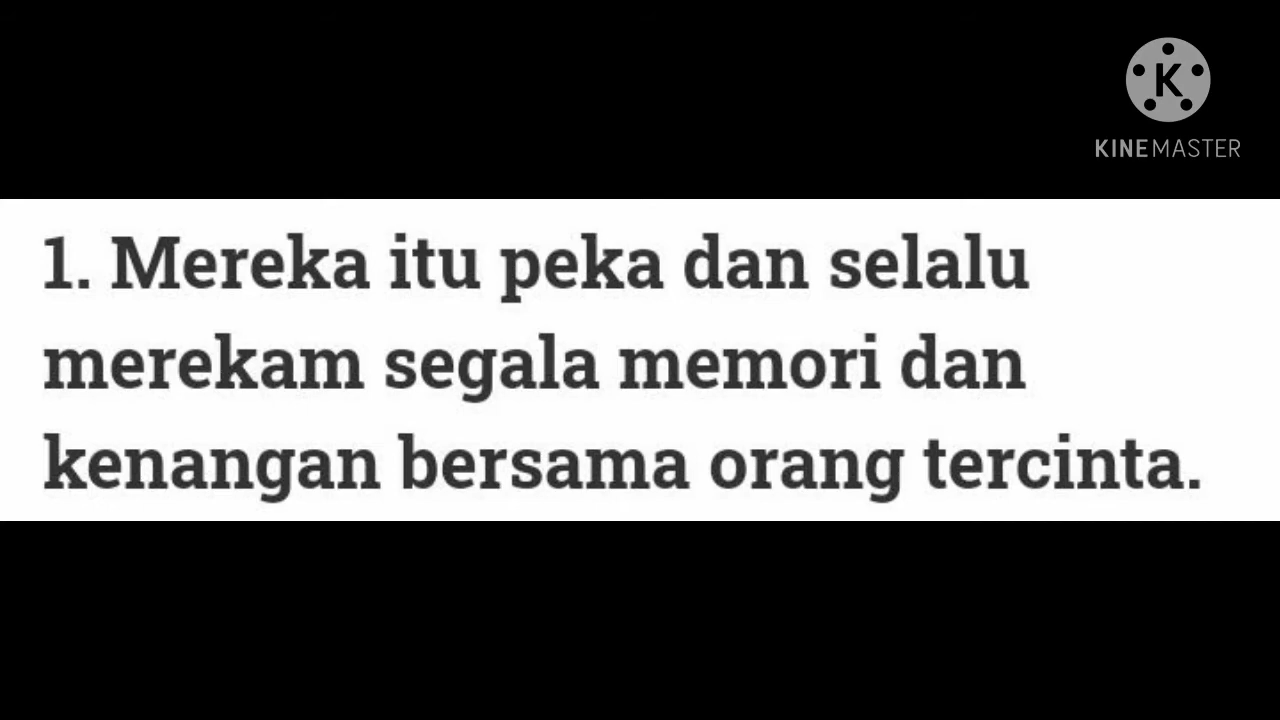 K
KINEMASTER
1. Mereka itu peka dan selalu
merekam segala memori dan
kenangan bersama orang tercinta.